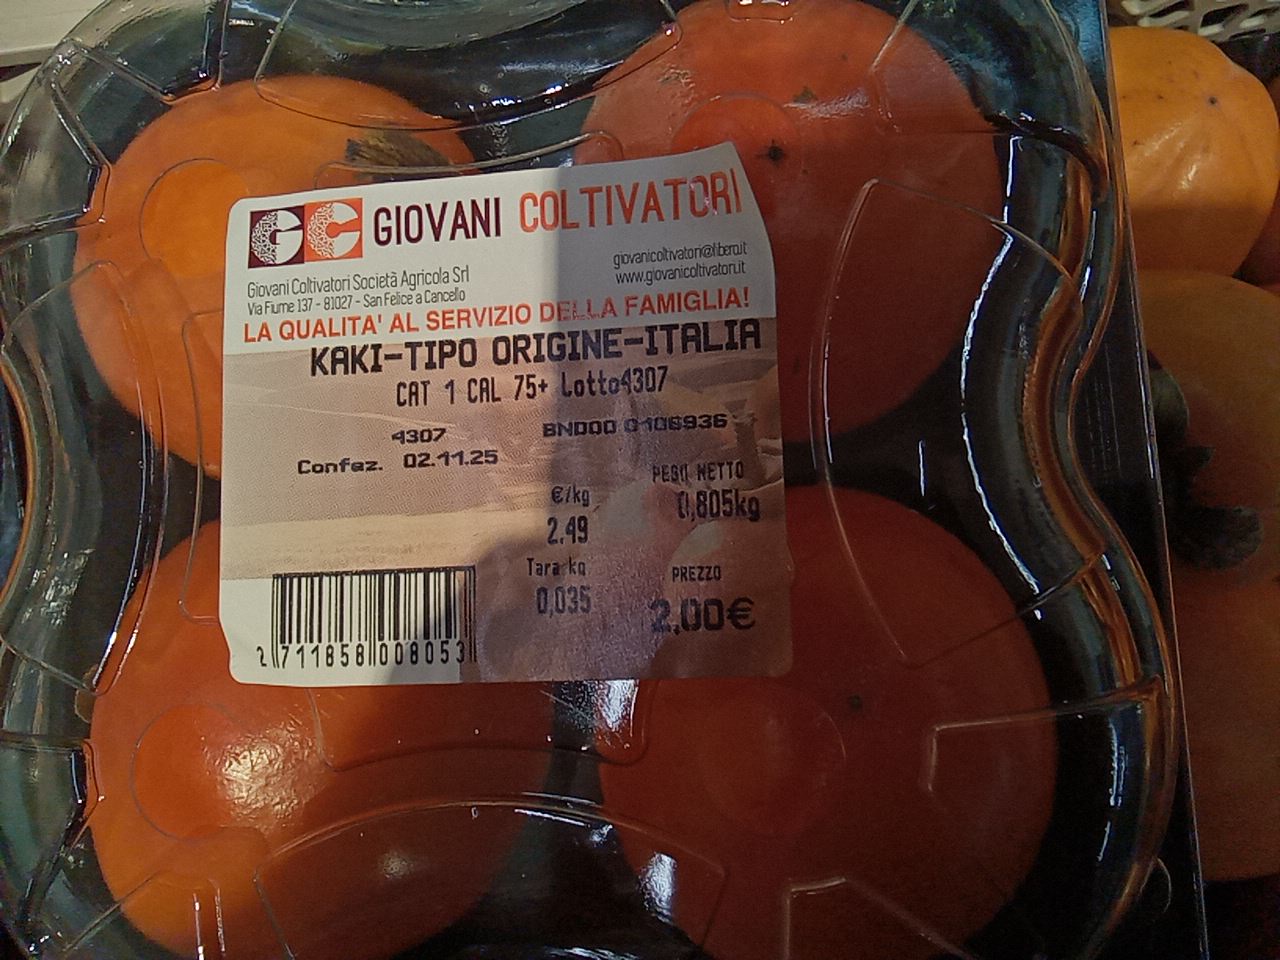 GC GIOVANI COLTIVATORI
giovanicoltivatori@libero.it
www.giovanicoltivatori.it
Giovani Coltivatori Società Agricola Srl
Via Fiume 137 - 81027 - San Felice a Cancello
LA QUALITA' AL SERVIZIO DELLA FAMIGLIA!
KAKI-TIPO ORIGINE-ITALIA
CAT 1 CAL 75+ Lotto4307
4307 BNDOO 0106936
Confez. 02.11.25
PESO NETTO
€/kg 0,805kg
2.49
Tara kg PREZZO
0,035 2,00€
2 711858 008053